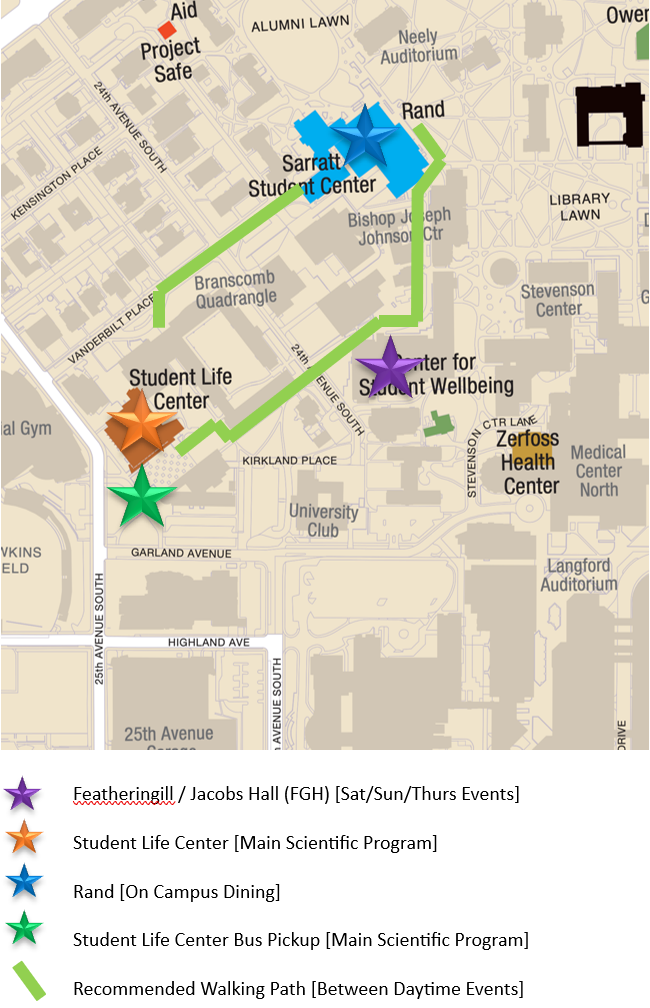 Aid
Project
Safe
ALUMNI LAWN
Neely
Auditorium
Ower
24th AVENUE SOUTH
KENSINGTON PLACE
Rand
Sarratt
Student Center
LIBRARY
LAWN
Bishop Joseph
Johnson Ctr
Branscomb
Quadrangle
Stevenson
Center
G
VANDERBILT PLACE
24th AVENUE SOUTH
Center for
Student Wellbeing
Student Life
Center
al Gym
STEVENSON CTR LANE
Zerfoss
Health
Center
Medical
Center
North
KIRKLAND PLACE
University
Club
WKINS
ELD
GARLAND AVENUE
Langford
Auditorium
25th AVENUE SOUTH
HIGHLAND AVE
AVENUE SOUTH
25th Avenue
Garage
DRIVE
Featheringill / Jacobs Hall (FGH) [Sat/Sun/Thurs Events]
Student Life Center [Main Scientific Program]
Rand [On Campus Dining]
Student Life Center Bus Pickup [Main Scientific Program]
Recommended Walking Path [Between Daytime Events]